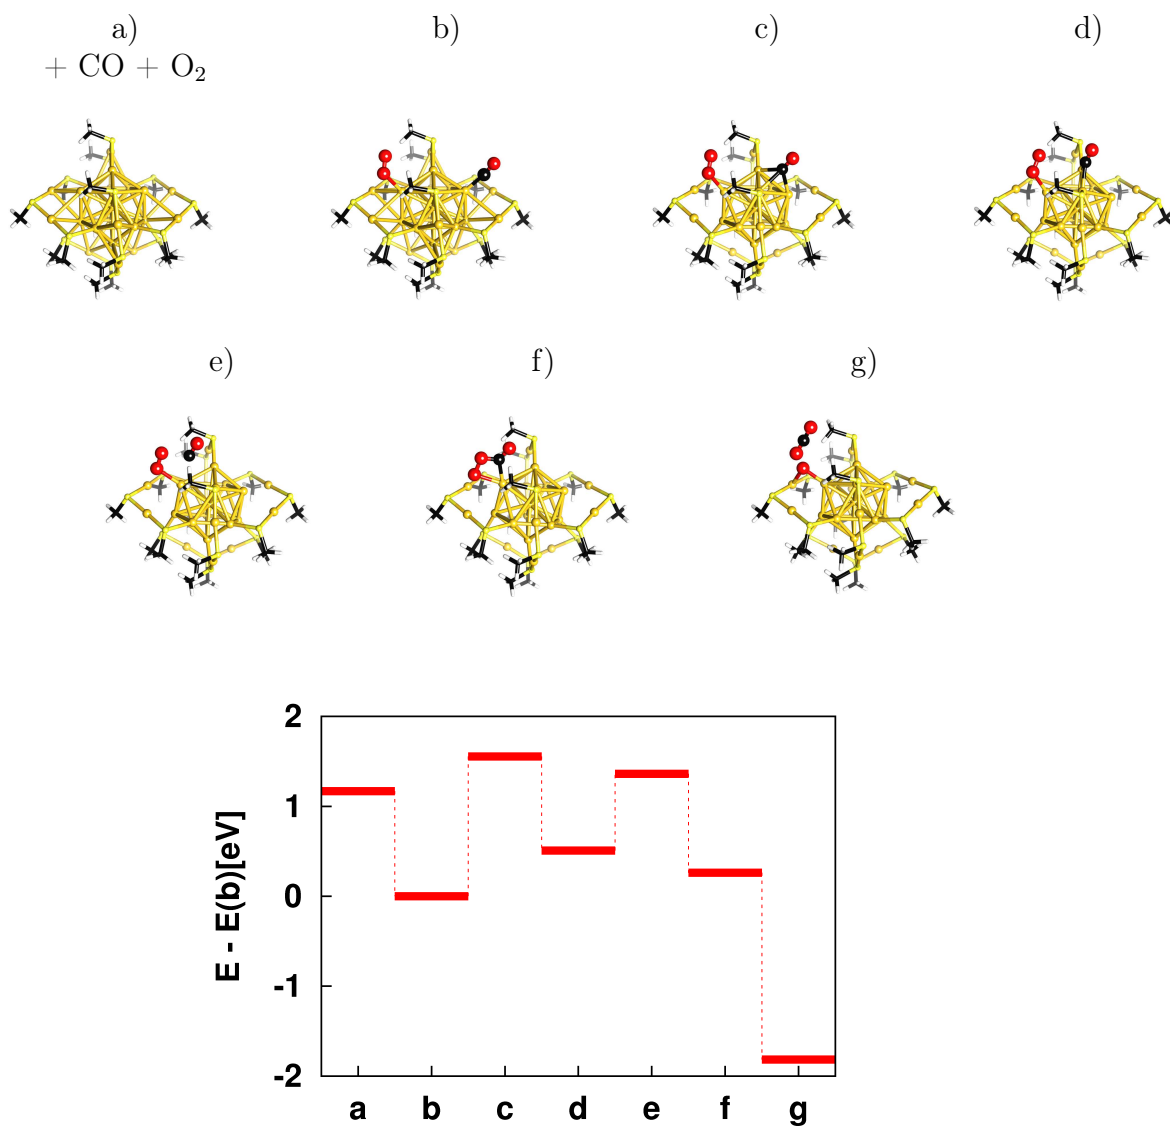 a)
+ CO + O₂
b)
c)
d)
e)
f)
g)
E - E(b)[eV]
2
1
0
-1
-2
a b c d e f g